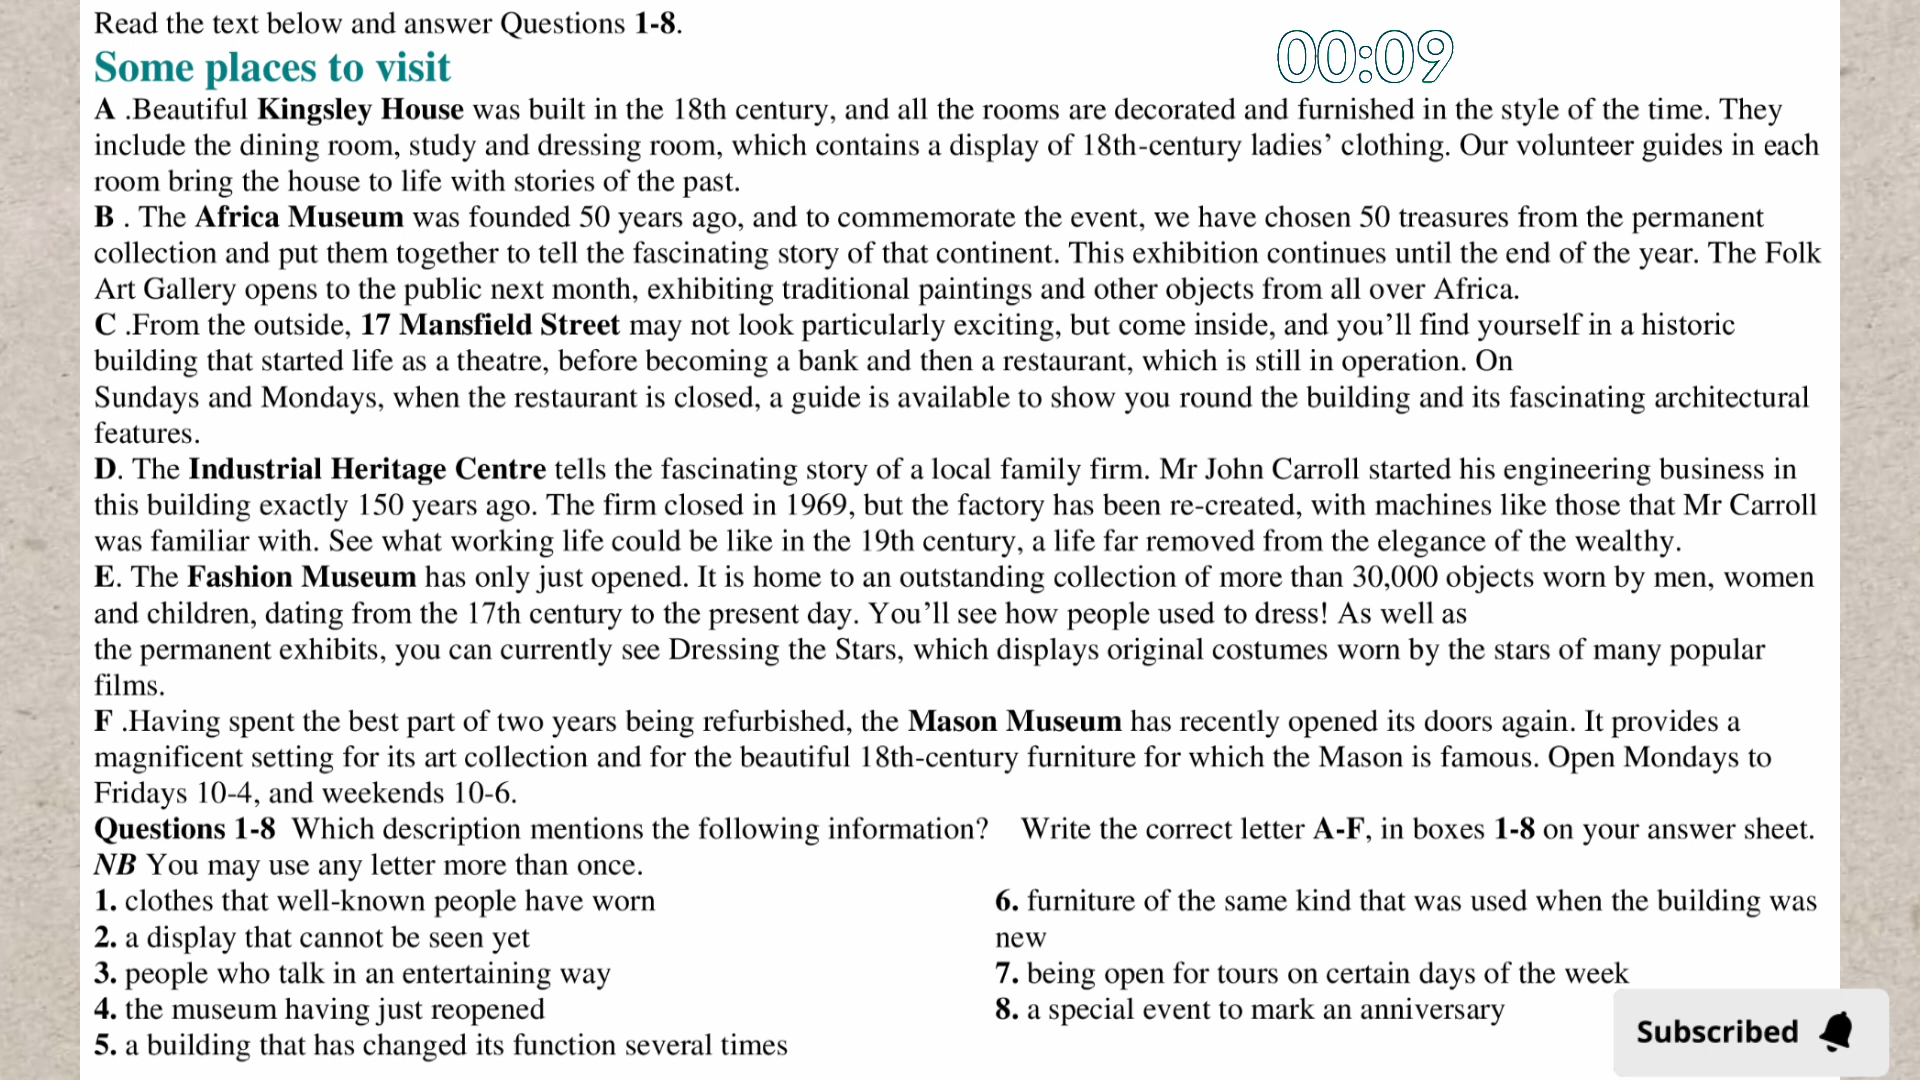 Read the text below and answer Questions 1-8.
00:09
Some places to visit
A .Beautiful Kingsley House was built in the 18th century, and all the rooms are decorated and furnished in the style of the time. They
include the dining room, study and dressing room, which contains a display of 18th-century ladies’ clothing. Our volunteer guides in each
room bring the house to life with stories of the past.
B . The Africa Museum was founded 50 years ago, and to commemorate the event, we have chosen 50 treasures from the permanent
collection and put them together to tell the fascinating story of that continent. This exhibition continues until the end of the year. The Folk
Art Gallery opens to the public next month, exhibiting traditional paintings and other objects from all over Africa.
C .From the outside, 17 Mansfield Street may not look particularly exciting, but come inside, and you’ll find yourself in a historic
building that started life as a theatre, before becoming a bank and then a restaurant, which is still in operation. On
Sundays and Mondays, when the restaurant is closed, a guide is available to show you round the building and its fascinating architectural
features.
D. The Industrial Heritage Centre tells the fascinating story of a local family firm. Mr John Carroll started his engineering business in
this building exactly 150 years ago. The firm closed in 1969, but the factory has been re-created, with machines like those that Mr Carroll
was familiar with. See what working life could be like in the 19th century, a life far removed from the elegance of the wealthy.
E. The Fashion Museum has only just opened. It is home to an outstanding collection of more than 30,000 objects worn by men, women
and children, dating from the 17th century to the present day. You’ll see how people used to dress! As well as
the permanent exhibits, you can currently see Dressing the Stars, which displays original costumes worn by the stars of many popular
films.
F .Having spent the best part of two years being refurbished, the Mason Museum has recently opened its doors again. It provides a
magnificent setting for its art collection and for the beautiful 18th-century furniture for which the Mason is famous. Open Mondays to
Fridays 10-4, and weekends 10-6.
Questions 1-8 Which description mentions the following information? Write the correct letter A-F, in boxes 1-8 on your answer sheet.
NB You may use any letter more than once.
1. clothes that well-known people have worn
2. a display that cannot be seen yet
3. people who talk in an entertaining way
4. the museum having just reopened
5. a building that has changed its function several times
6. furniture of the same kind that was used when the building was
new
7. being open for tours on certain days of the week
8. a special event to mark an anniversary
Subscribed